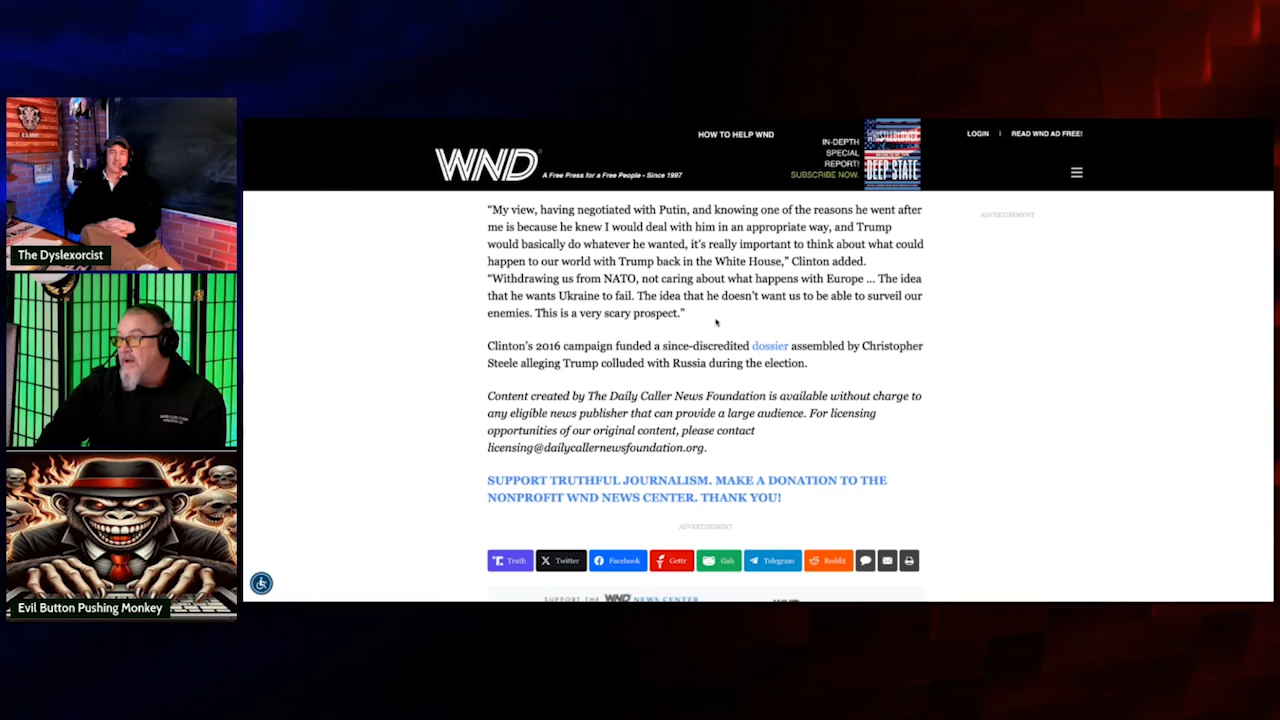 HOW TO HELP WND
IN-DEPTH
SPECIAL
REPORT!
SUBSCRIBE NOW.
WHISTLEBLOWER
DEEP STATE
LOGIN | READ WND AD FREE!
WND
A Free Press for a Free People - Since 1997
ADVERTISEMENT
“My view, having negotiated with Putin, and knowing one of the reasons he went after
me is because he knew I would deal with him in an appropriate way, and Trump
would basically do whatever he wanted, it’s really important to think about what could
happen to our world with Trump back in the White House,” Clinton added.
“Withdrawing us from NATO, not caring about what happens with Europe … The idea
that he wants Ukraine to fail. The idea that he doesn’t want us to be able to surveil our
enemies. This is a very scary prospect.”
Clinton’s 2016 campaign funded a since-discredited dossier assembled by Christopher
Steele alleging Trump colluded with Russia during the election.
Content created by The Daily Caller News Foundation is available without charge to
any eligible news publisher that can provide a large audience. For licensing
opportunities of our original content, please contact
licensing@dailycallernewsfoundation.org.
SUPPORT TRUTHFUL JOURNALISM. MAKE A DONATION TO THE
NONPROFIT WND NEWS CENTER. THANK YOU!
ADVERTISEMENT
Truth
Twitter
Facebook
Gettr
Gab
Telegram
Reddit
SUPPORT THE WND NEWS CENTER
The Dyslexorcist
Evil Button Pushing Monkey